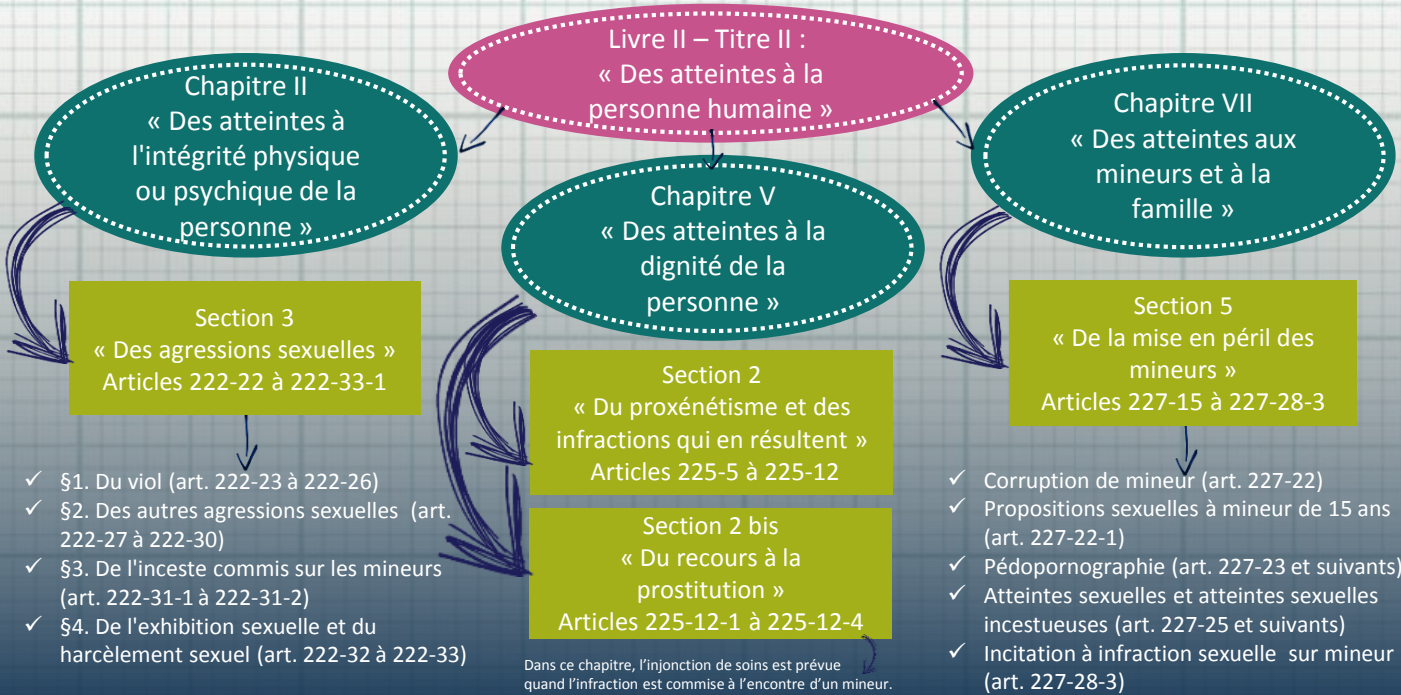 Livre II – Titre II :
« Des atteintes à la
personne humaine »
Chapitre II
« Des atteintes à
l'intégrité physique
ou psychique de la
personne »
Section 3
« Des agressions sexuelles »
Articles 222-22 à 222-33-1
✓ §1. Du viol (art. 222-23 à 222-26)
✓ §2. Des autres agressions sexuelles (art.
222-27 à 222-30)
✓ §3. De l'inceste commis sur les mineurs
(art. 222-31-1 à 222-31-2)
✓ §4. De l'exhibition sexuelle et du
harcèlement sexuel (art. 222-32 à 222-33)
Chapitre V
« Des atteintes à la
dignité de la
personne »
Section 2
« Du proxénétisme et des
infractions qui en résultent »
Articles 225-5 à 225-12
Section 2 bis
« Du recours à la
prostitution »
Articles 225-12-1 à 225-12-4
Dans ce chapitre, l’injonction de soins est prévue
quand l’infraction est commise à l’encontre d’un mineur.
Chapitre VII
« Des atteintes aux
mineurs et à la
famille »
Section 5
« De la mise en péril des
mineurs »
Articles 227-15 à 227-28-3
✓ Corruption de mineur (art. 227-22)
✓ Propositions sexuelles à mineur de 15 ans
(art. 227-22-1)
✓ Pédopornographie (art. 227-23 et suivants)
✓ Atteintes sexuelles et atteintes sexuelles
incestueuses (art. 227-25 et suivants)
✓ Incitation à infraction sexuelle sur mineur
(art. 227-28-3)